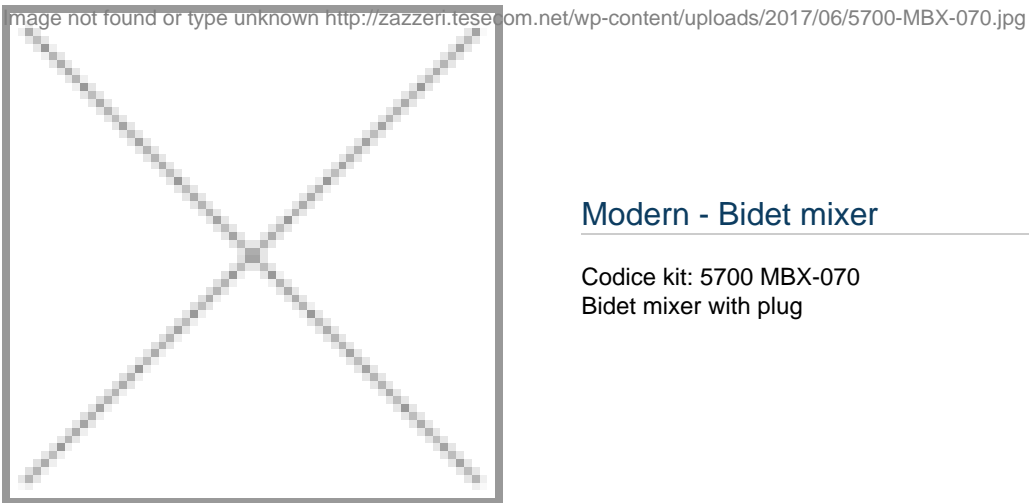 Image not found or type unknown http://zazzeri.tesecom.net/wp-content/uploads/2017/06/5700-MBX-070.jpg
Modern - Bidet mixer
Codice kit: 5700 MBX-070
Bidet mixer with plug